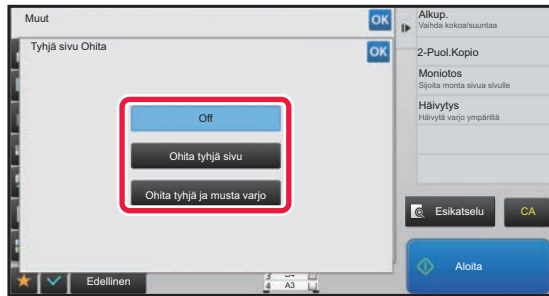 Muut
OK
Tyhjä sivu Ohita
OK
Off
Ohita tyhjä sivu
Ohita tyhjä ja musta varjo
Edellinen
4 A3
Alkup.
Vaihda kokoa/suuntaa
2-Puol.Kopio
Moniotos
Sijoita monta sivua sivulle
Häivytys
Häivytä varjo ympäriltä
Esikatselu
CA
Aloita